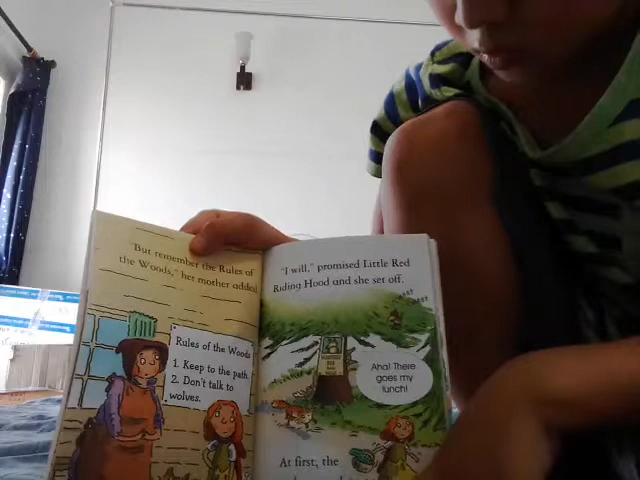 "But remember the Rules of
the Woods," her mother added.
Rules of the Woods
1. Keep to the path.
2. Don't talk to
wolves.
"I will," promised Little Red
Riding Hood and she set off.
Aha! There
goes my
lunch!
At first, the